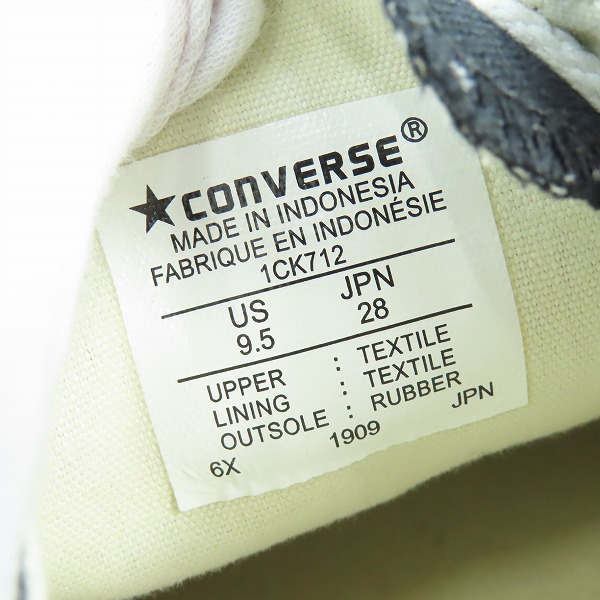 ★CONVERSE®
MADE IN INDONESIA
FABRIQUE EN INDONÉSIE
1CK712
US JPN
9.5 28
UPPER : TEXTILE
LINING : TEXTILE
OUTSOLE : RUBBER
6X 1909 JPN